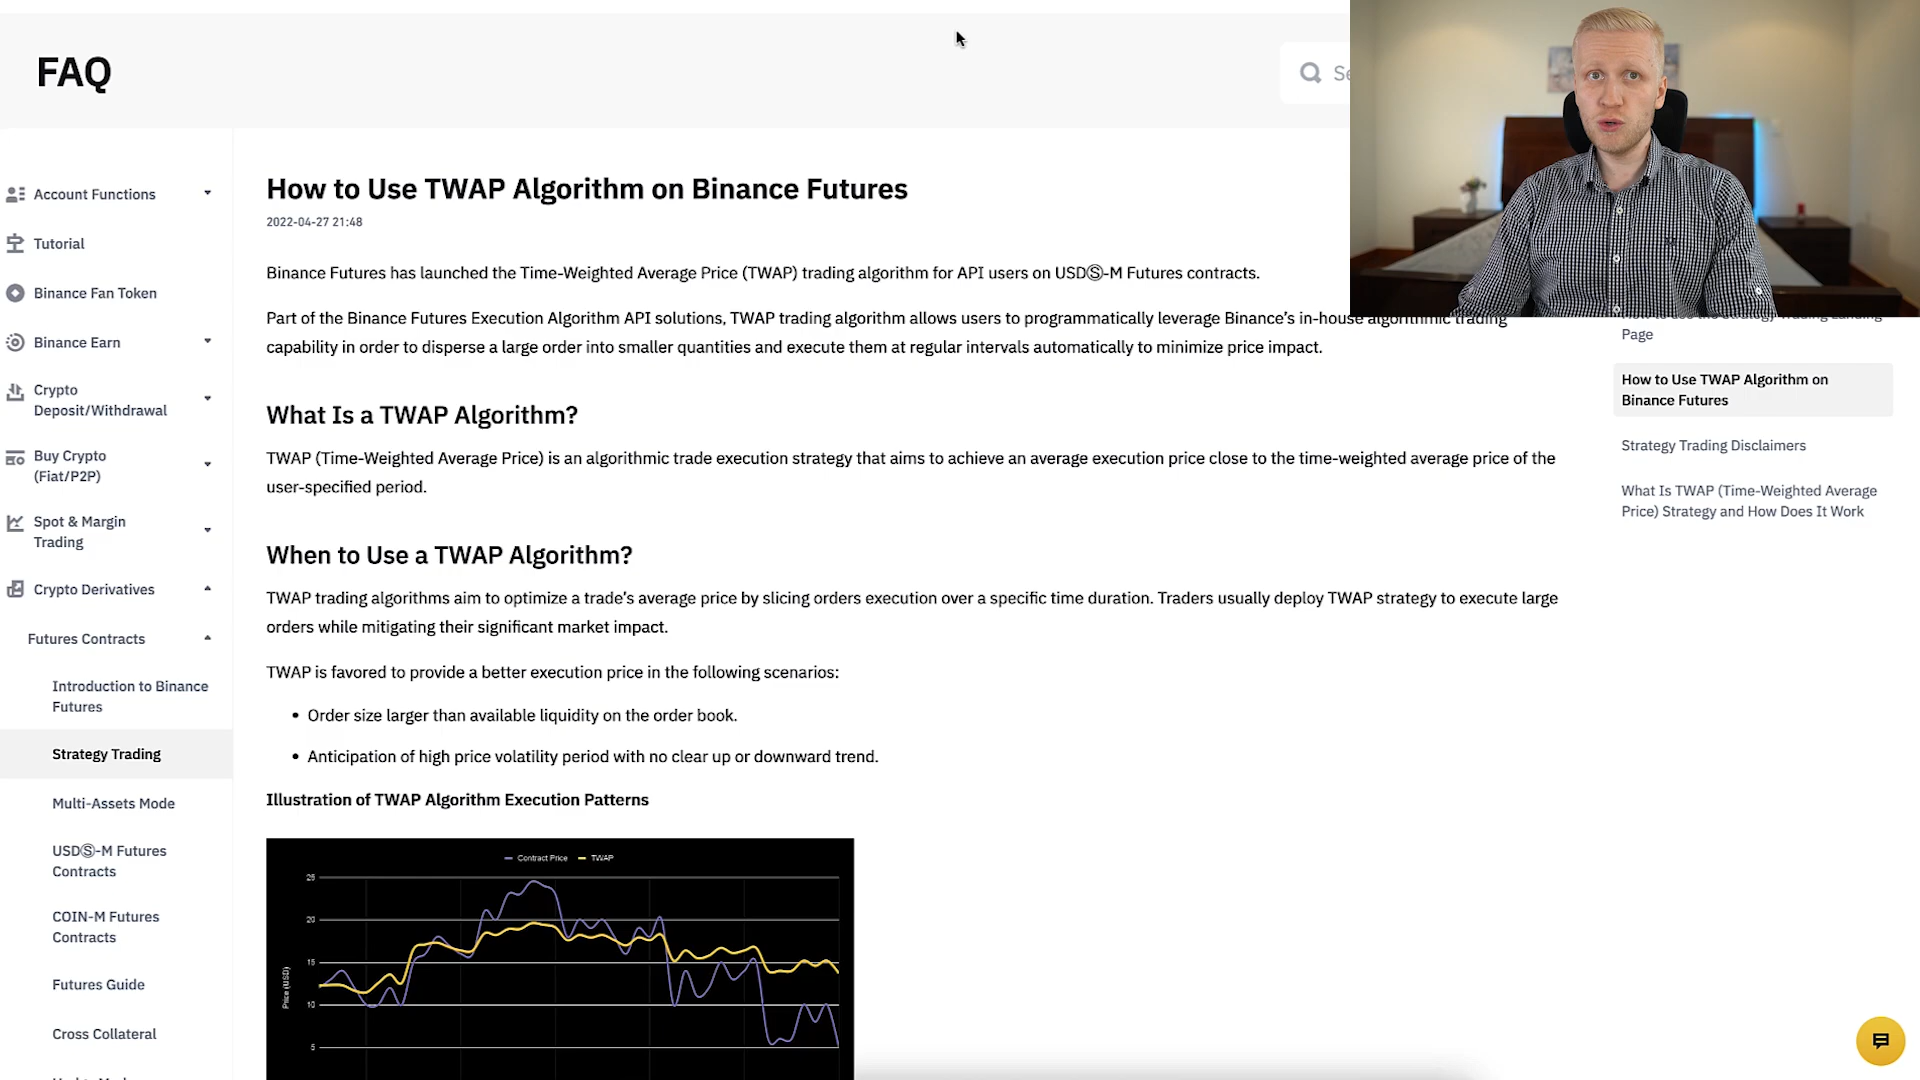 FAQ
Account Functions
Tutorial
Binance Fan Token
Binance Earn
Crypto
Deposit/Withdrawal
Buy Crypto
(Fiat/P2P)
Spot & Margin
Trading
Crypto Derivatives
Futures Contracts
Introduction to Binance
Futures
Strategy Trading
Multi-Assets Mode
USDⓈ-M Futures
Contracts
COIN-M Futures
Contracts
Futures Guide
Cross Collateral
How to Use TWAP Algorithm on Binance Futures
2022-04-27 21:48
Binance Futures has launched the Time-Weighted Average Price (TWAP) trading algorithm for API users on USDⓈ-M Futures contracts.
Part of the Binance Futures Execution Algorithm API solutions, TWAP trading algorithm allows users to programmatically leverage Binance's in-house algorithmic trading
capability in order to disperse a large order into smaller quantities and execute them at regular intervals automatically to minimize price impact.
What Is a TWAP Algorithm?
TWAP (Time-Weighted Average Price) is an algorithmic trade execution strategy that aims to achieve an average execution price close to the time-weighted average price of the
user-specified period.
When to Use a TWAP Algorithm?
TWAP trading algorithms aim to optimize a trade's average price by slicing orders execution over a specific time duration. Traders usually deploy TWAP strategy to execute large
orders while mitigating their significant market impact.
TWAP is favored to provide a better execution price in the following scenarios:
• Order size larger than available liquidity on the order book.
• Anticipation of high price volatility period with no clear up or downward trend.
Illustration of TWAP Algorithm Execution Patterns
Contract Price TWAP
25
20
15
10
5
Price (USD)
Page
How to Use TWAP Algorithm on
Binance Futures
Strategy Trading Disclaimers
What Is TWAP (Time-Weighted Average
Price) Strategy and How Does It Work